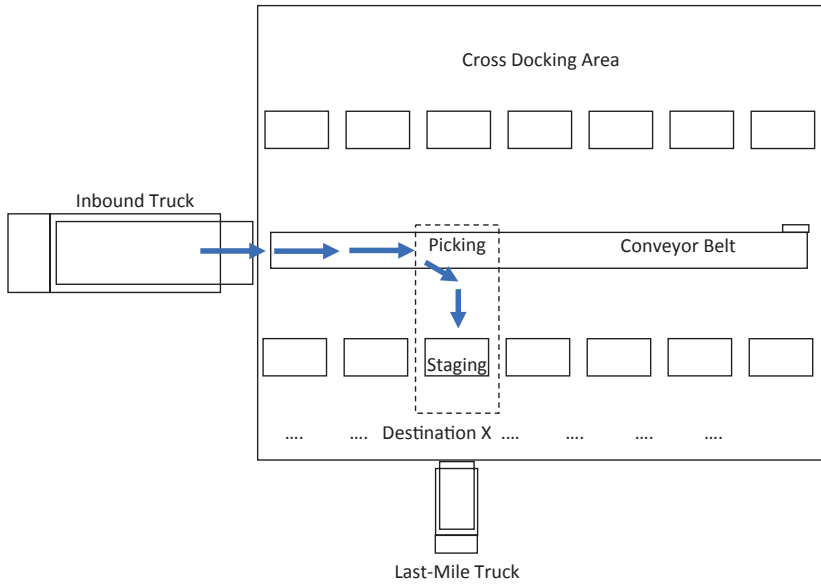 Cross Docking Area
Inbound Truck
Picking
Conveyor Belt
Staging
.... .... Destination X .... .... .... ....
Last-Mile Truck